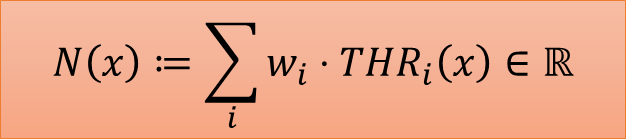 N(x) ≔ ∑_i w_i · THR_i(x) ∈ ℝ